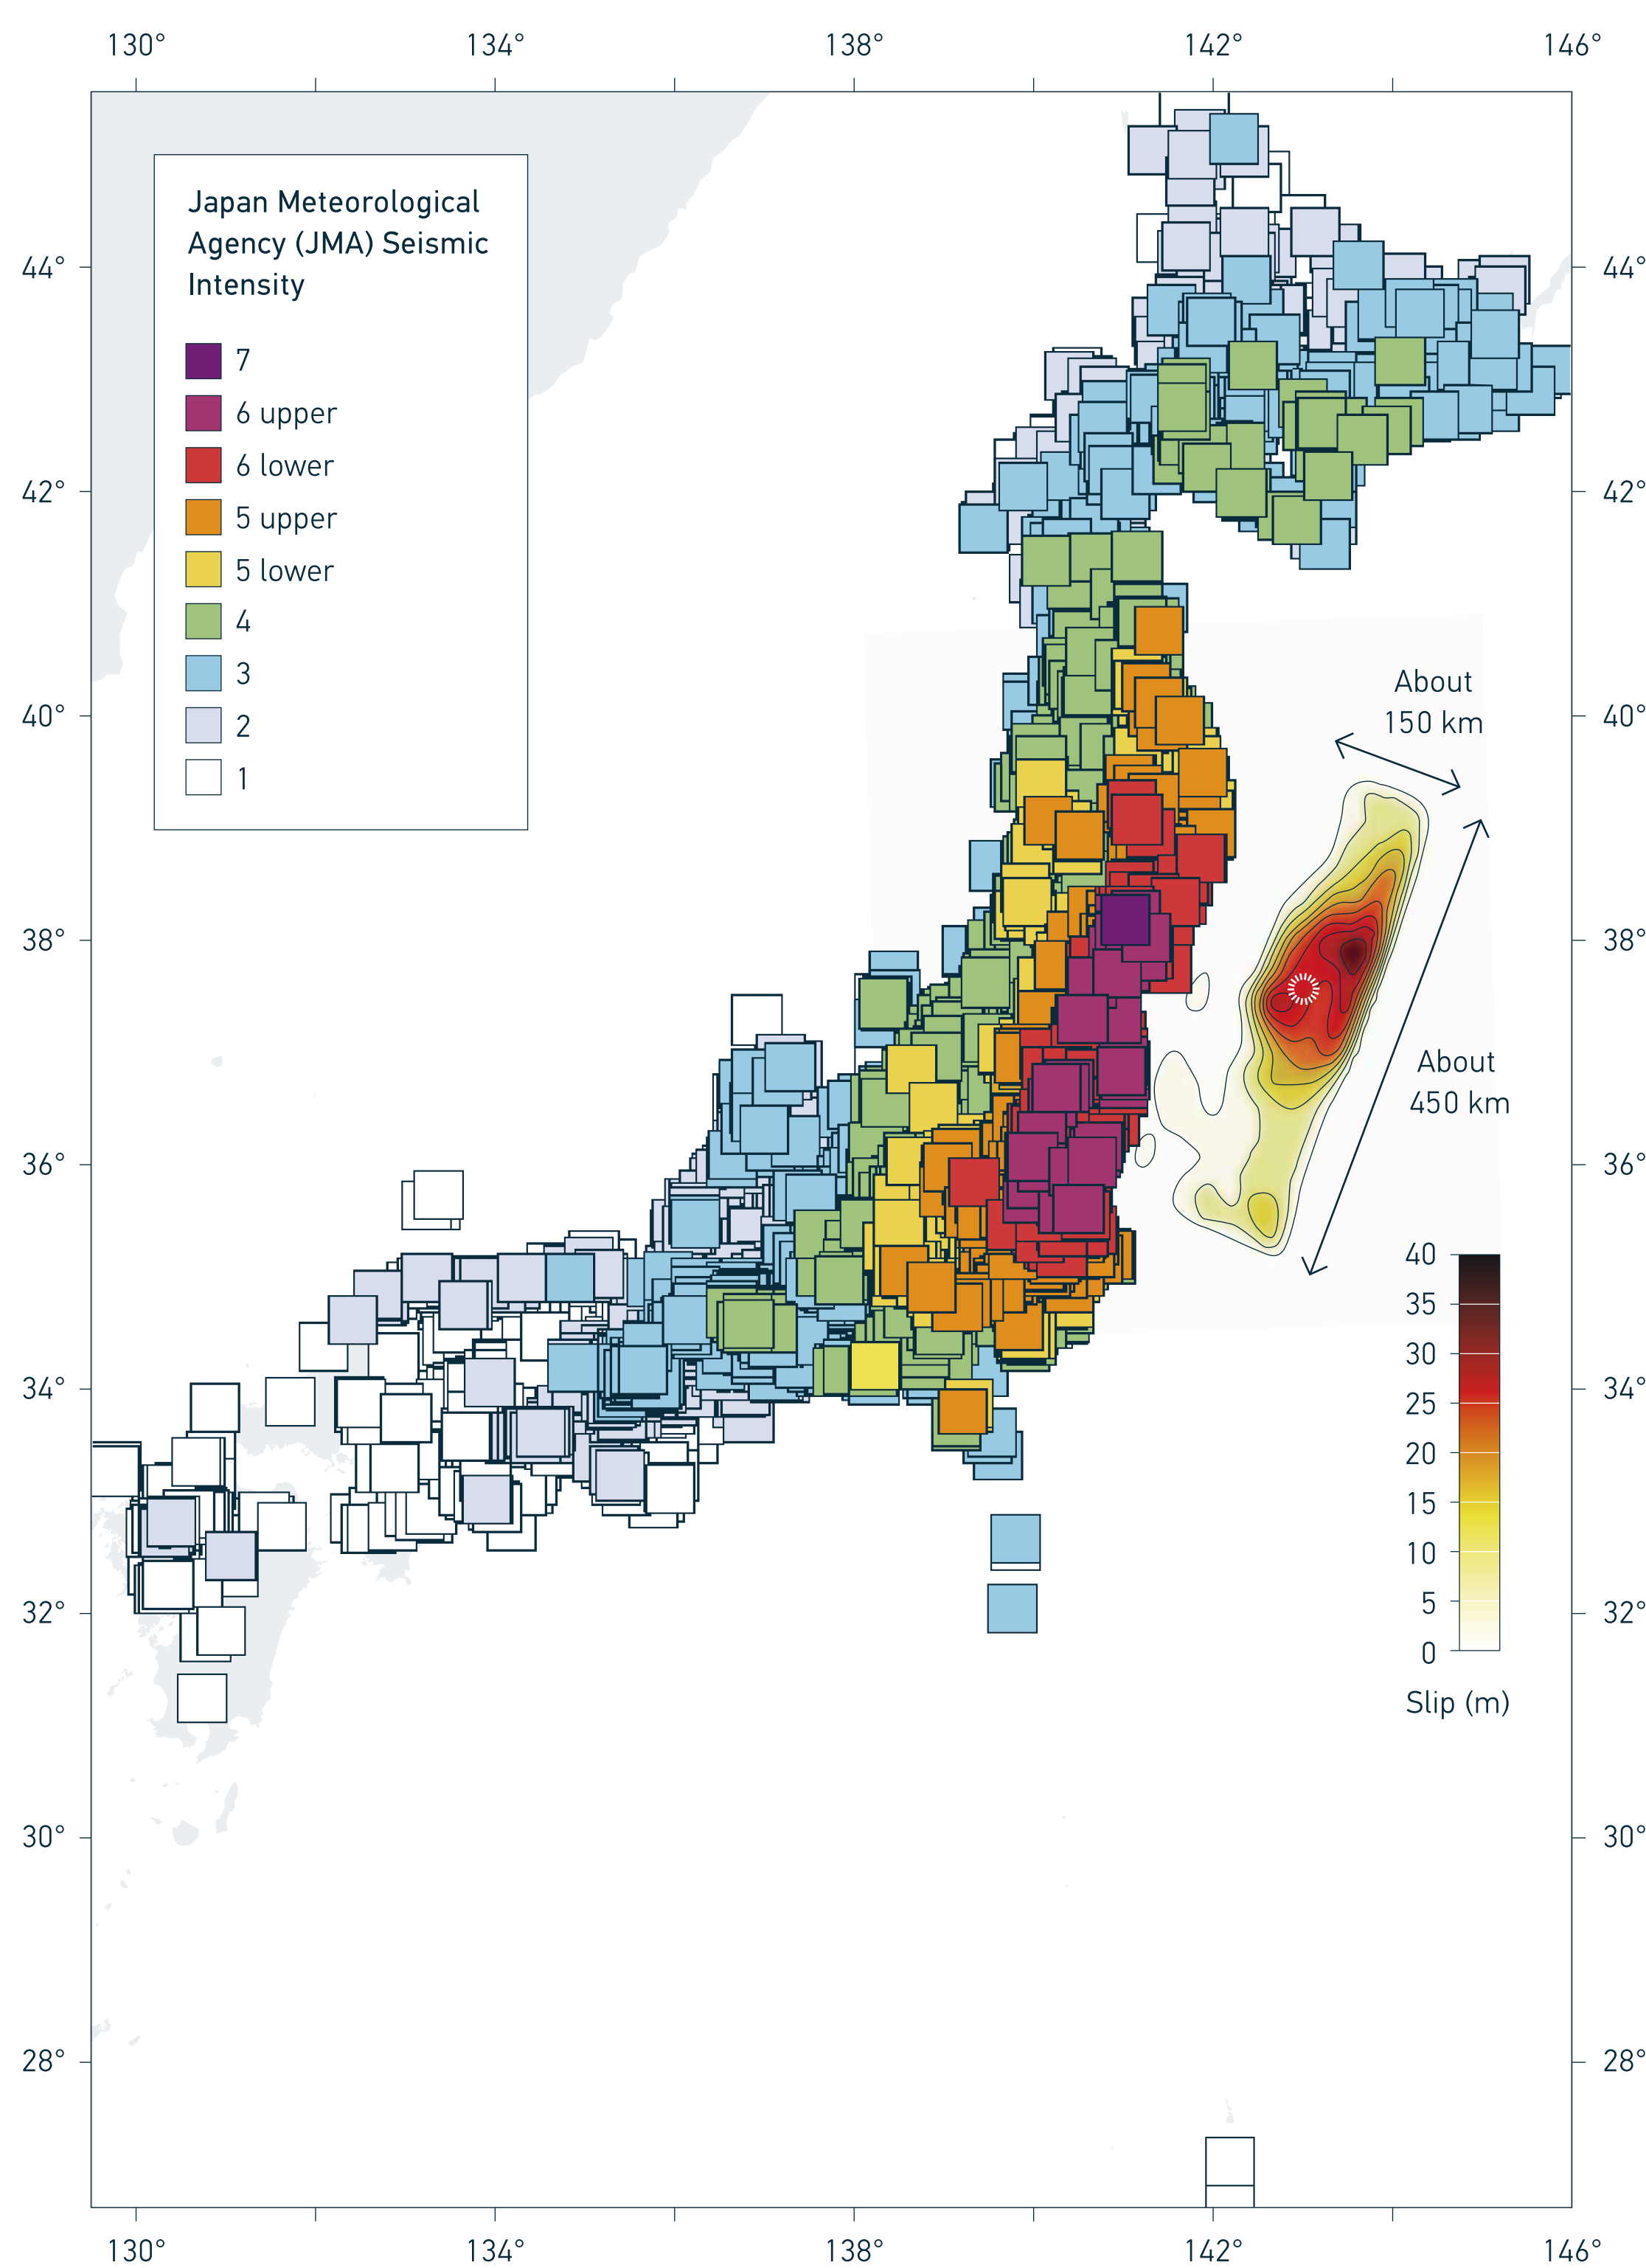 130° 134° 138° 142° 146°
Japan Meteorological
Agency (JMA) Seismic
Intensity
7
6 upper
6 lower
5 upper
5 lower
4
3
2
1
44° 44°
42° 42°
40° 40°
38° 38°
36° 36°
34° 34°
32° 32°
30° 30°
28° 28°
About
150 km
About
450 km
40
35
30
25
20
15
10
5
0
Slip (m)
130° 134° 138° 142° 146°